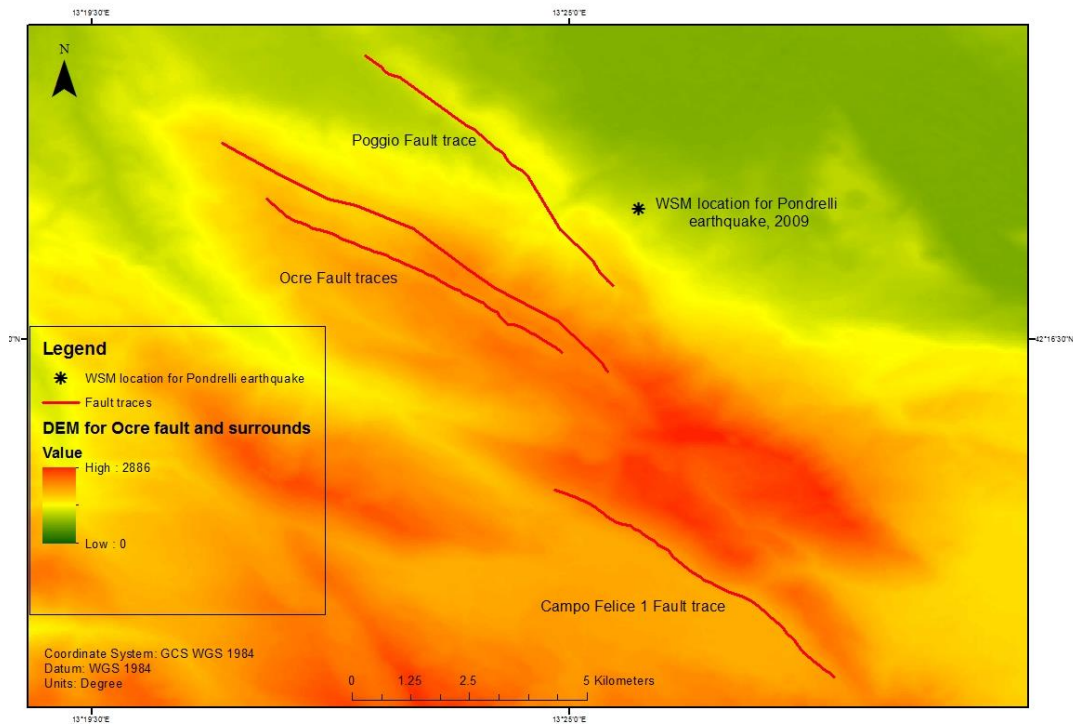 13°19'30"E
13°25'0"E
N
Poggio Fault trace
WSM location for Pondrelli
earthquake, 2009
Ocre Fault traces
0"N
42°16'30"N
Legend
WSM location for Pondrelli earthquake
Fault traces
DEM for Ocre fault and surrounds
Value
High : 2886
Low : 0
Campo Felice 1 Fault trace
Coordinate System: GCS WGS 1984
Datum: WGS 1984
Units: Degree
0 1.25 2.5 5 Kilometers
13°19'30"E
13°25'0"E